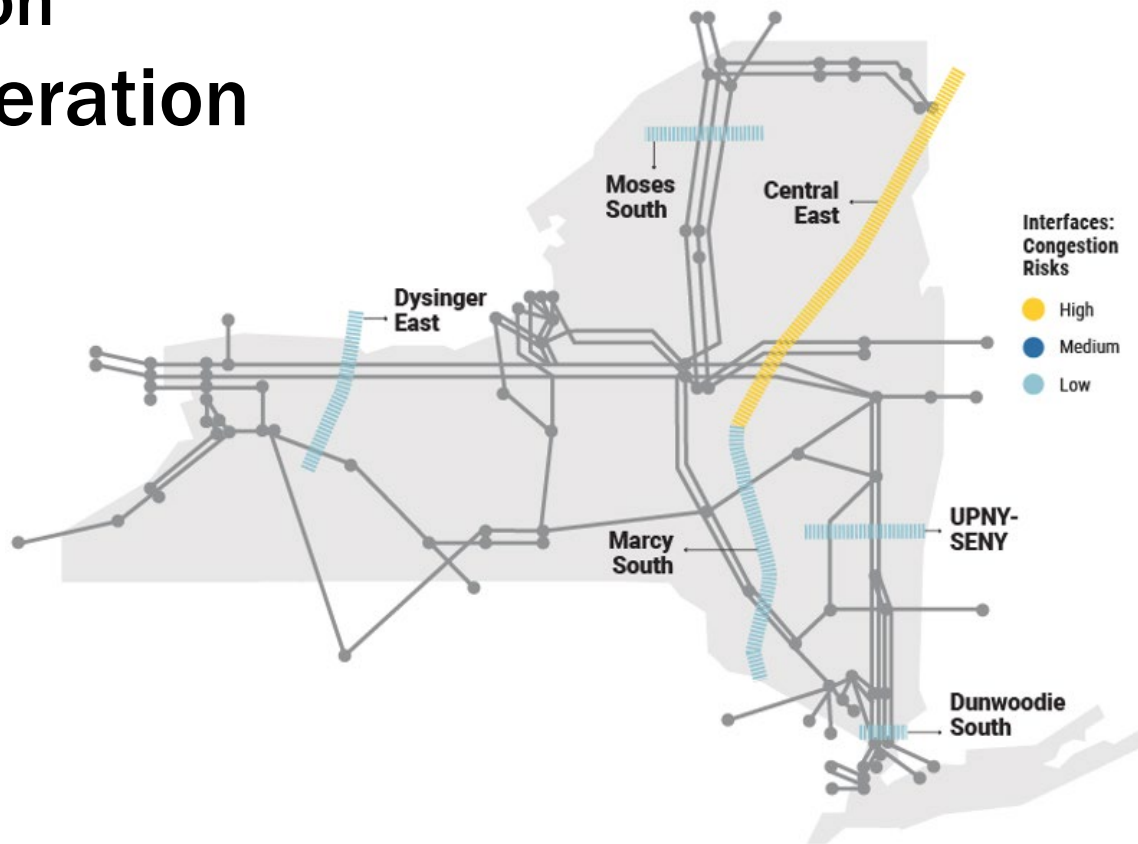 on
eration
Moses
South
Central
East
Interfaces:
Congestion
Risks
High
Medium
Low
Dysinger
East
UPNY-
SENY
Marcy
South
Dunwoodie
South